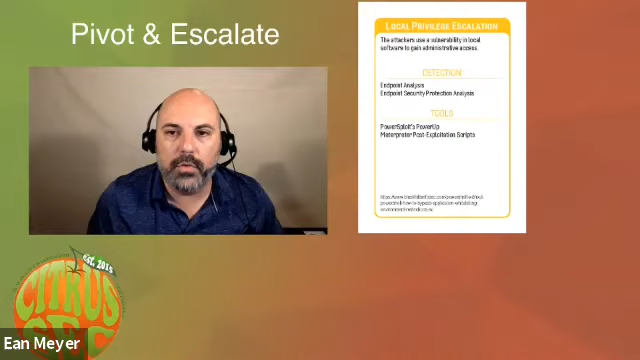 Pivot & Escalate
LOCAL PRIVILEGE ESCALATION
The attackers use a vulnerability in local
software to gain administrative access.
DETECTION
Endpoint Analysis
Endpoint Security Protection Analysis
TOOLS
PowerSploit's PowerUp
Meterpreter Post-Exploitation Scripts
EST. 2015
CITRUS
SEC
Ean Meyer